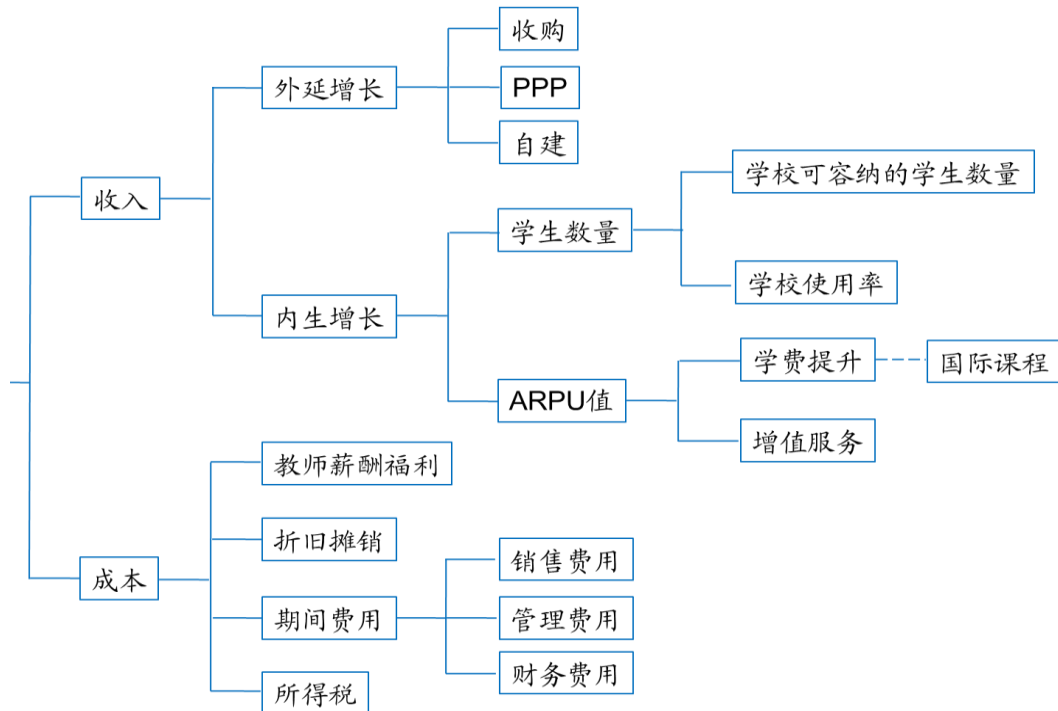 收购
外延增长
PPP
自建
学校可容纳的学生数量
收入
学生数量
学校使用率
内生增长
学费提升
国际课程
ARPU值
增值服务
教师薪酬福利
折旧摊销
销售费用
成本
期间费用
管理费用
财务费用
所得税